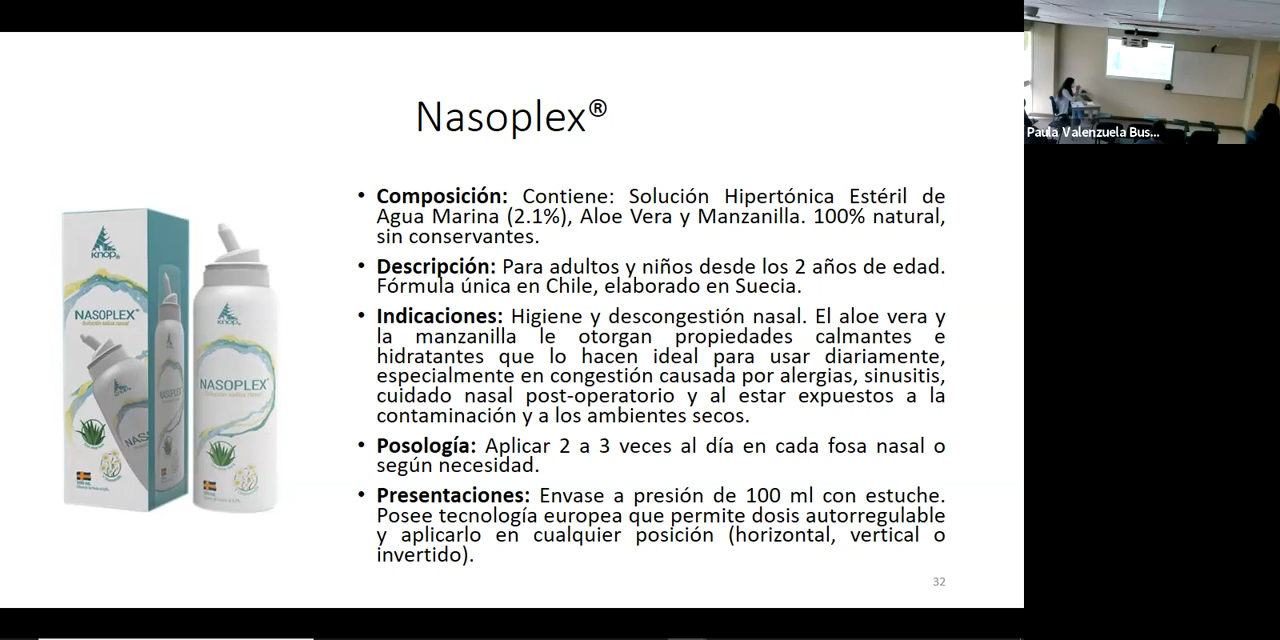 Nasoplex®
• Composición: Contiene: Solución Hipertónica Estéril de
Agua Marina (2.1%), Aloe Vera y Manzanilla. 100% natural,
sin conservantes.
• Descripción: Para adultos y niños desde los 2 años de edad.
Fórmula única en Chile, elaborado en Suecia.
• Indicaciones: Higiene y descongestión nasal. El aloe vera y
la manzanilla le otorgan propiedades calmantes e
hidratantes que lo hacen ideal para usar diariamente,
especialmente en congestión causada por alergias, sinusitis,
cuidado nasal post-operatorio y al estar expuestos a la
contaminación y a los ambientes secos.
• Posología: Aplicar 2 a 3 veces al día en cada fosa nasal o
según necesidad.
• Presentaciones: Envase a presión de 100 ml con estuche.
Posee tecnología europea que permite dosis autorregulable
y aplicarlo en cualquier posición (horizontal, vertical o
invertido).
32
Knop®
NASOPLEX®
Solución salina nasal
Knop®
NASOPLEX®
Paula Valenzuela Bus...